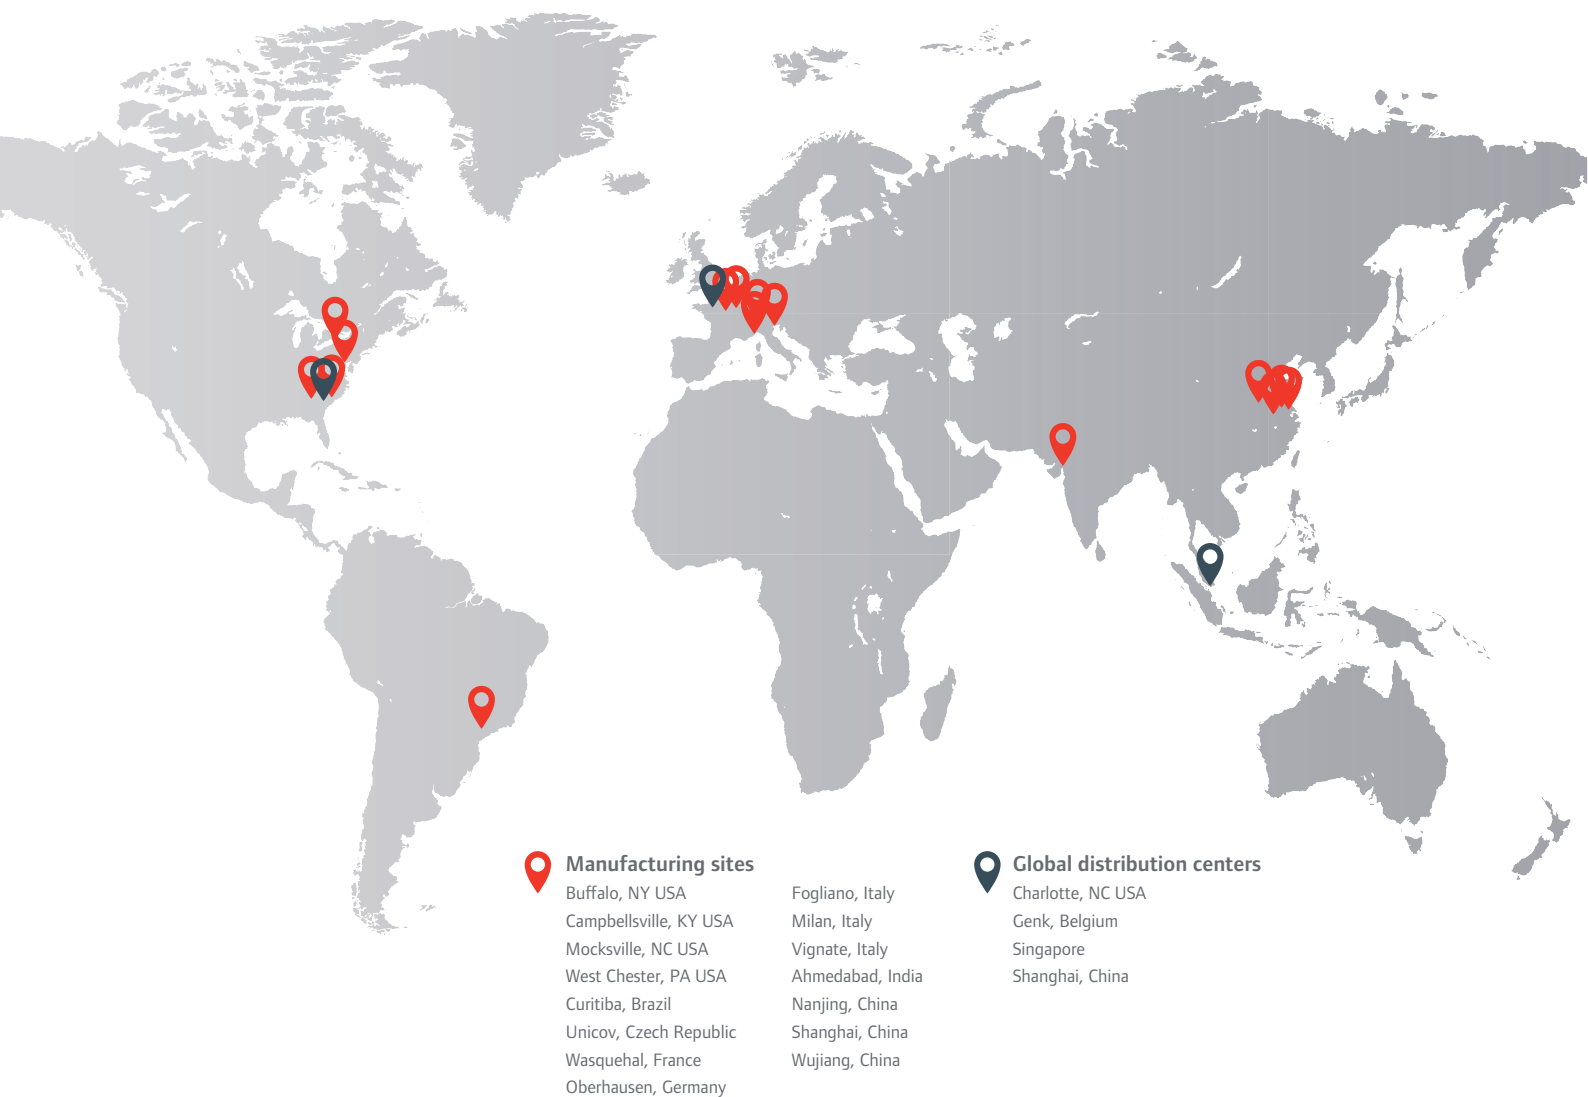 Manufacturing sites
Buffalo, NY USA
Campbellsville, KY USA
Mocksville, NC USA
West Chester, PA USA
Curitiba, Brazil
Unicov, Czech Republic
Wasquehal, France
Oberhausen, Germany
Fogliano, Italy
Milan, Italy
Vignate, Italy
Ahmedabad, India
Nanjing, China
Shanghai, China
Wujiang, China
Global distribution centers
Charlotte, NC USA
Genk, Belgium
Singapore
Shanghai, China